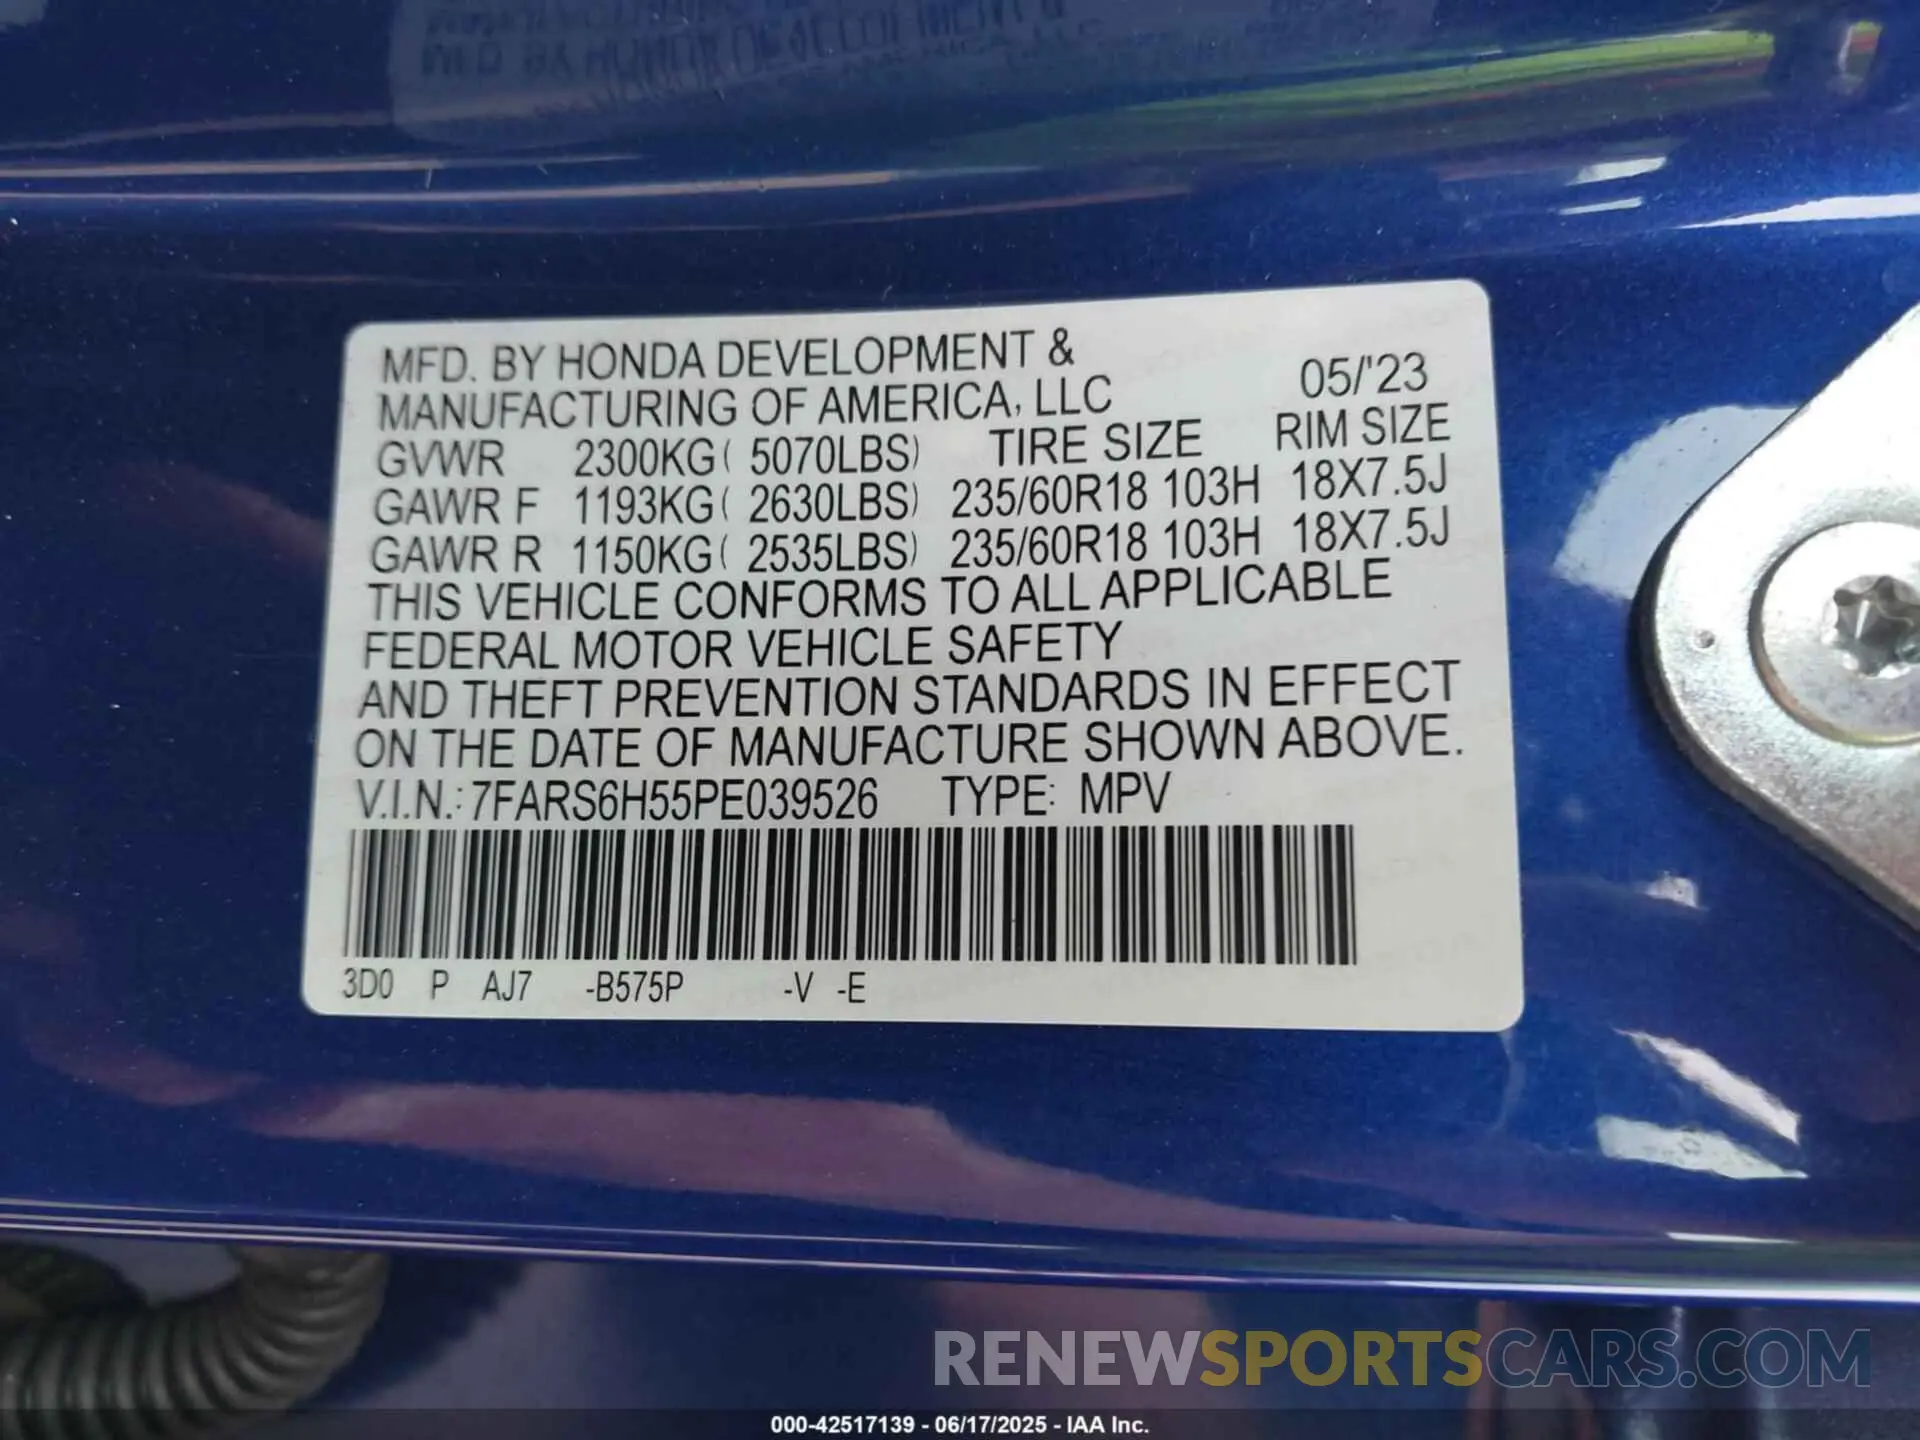 MFD. BY HONDA DEVELOPMENT &
MANUFACTURING OF AMERICA, LLC 05/'23
GVWR 2300KG( 5070LBS) TIRE SIZE RIM SIZE
GAWR F 1193KG( 2630LBS) 235/60R18 103H 18X7.5J
GAWR R 1150KG( 2535LBS) 235/60R18 103H 18X7.5J
THIS VEHICLE CONFORMS TO ALL APPLICABLE
FEDERAL MOTOR VEHICLE SAFETY
AND THEFT PREVENTION STANDARDS IN EFFECT
ON THE DATE OF MANUFACTURE SHOWN ABOVE.
V.I.N.: 7FARS6H55PE039526 TYPE: MPV
3D0 P AJ7 -B575P -V -E
RENEWSPORTSCARS.COM
000-42517139 - 06/17/2025 - IAA Inc.